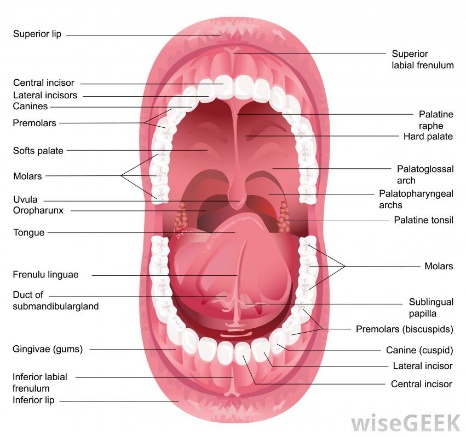 Superior lip
Central incisor
Lateral incisors
Canines
Premolars
Softs palate
Molars
Uvula
Oropharunx
Tongue
Frenulu linguae
Duct of
submandibulargland
Gingivae (gums)
Inferior labial
frenulum
Inferior lip
Superior
labial frenulum
Palatine
raphe
Hard palate
Palatoglossal
arch
Palatopharyngeal
archs
Palatine tonsil
Molars
Sublingual
papilla
Premolars (biscuspids)
Canine (cuspid)
Lateral incisor
Central incisor
wiseGEEK